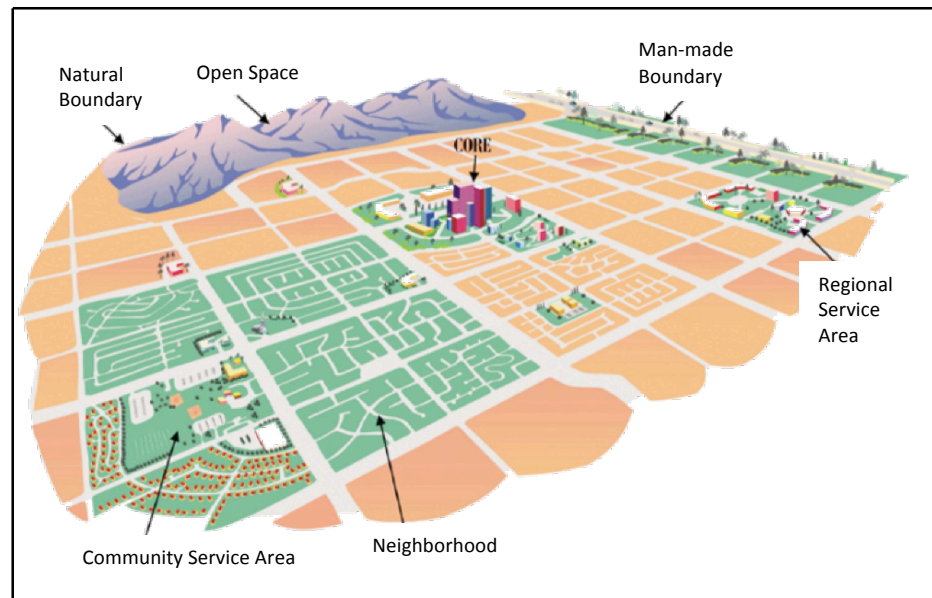 Man-made
Boundary
Open Space
Natural
Boundary
CORE
Regional
Service
Area
Neighborhood
Community Service Area